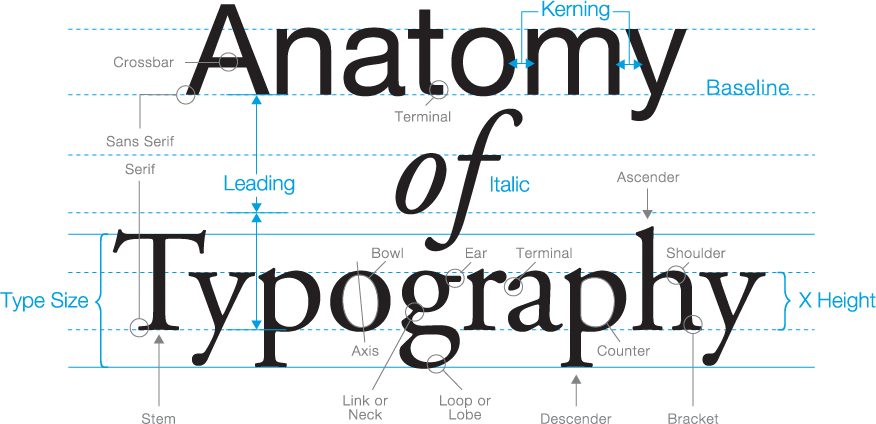 Kerning
Anatomy
Crossbar
Baseline
Terminal
Sans Serif
Serif
of
Leading
Italic
Ascender
Typography
Bowl
Ear
Terminal
Shoulder
Type Size
X Height
Axis
Counter
Link or
Neck
Loop or
Lobe
Stem
Descender
Bracket